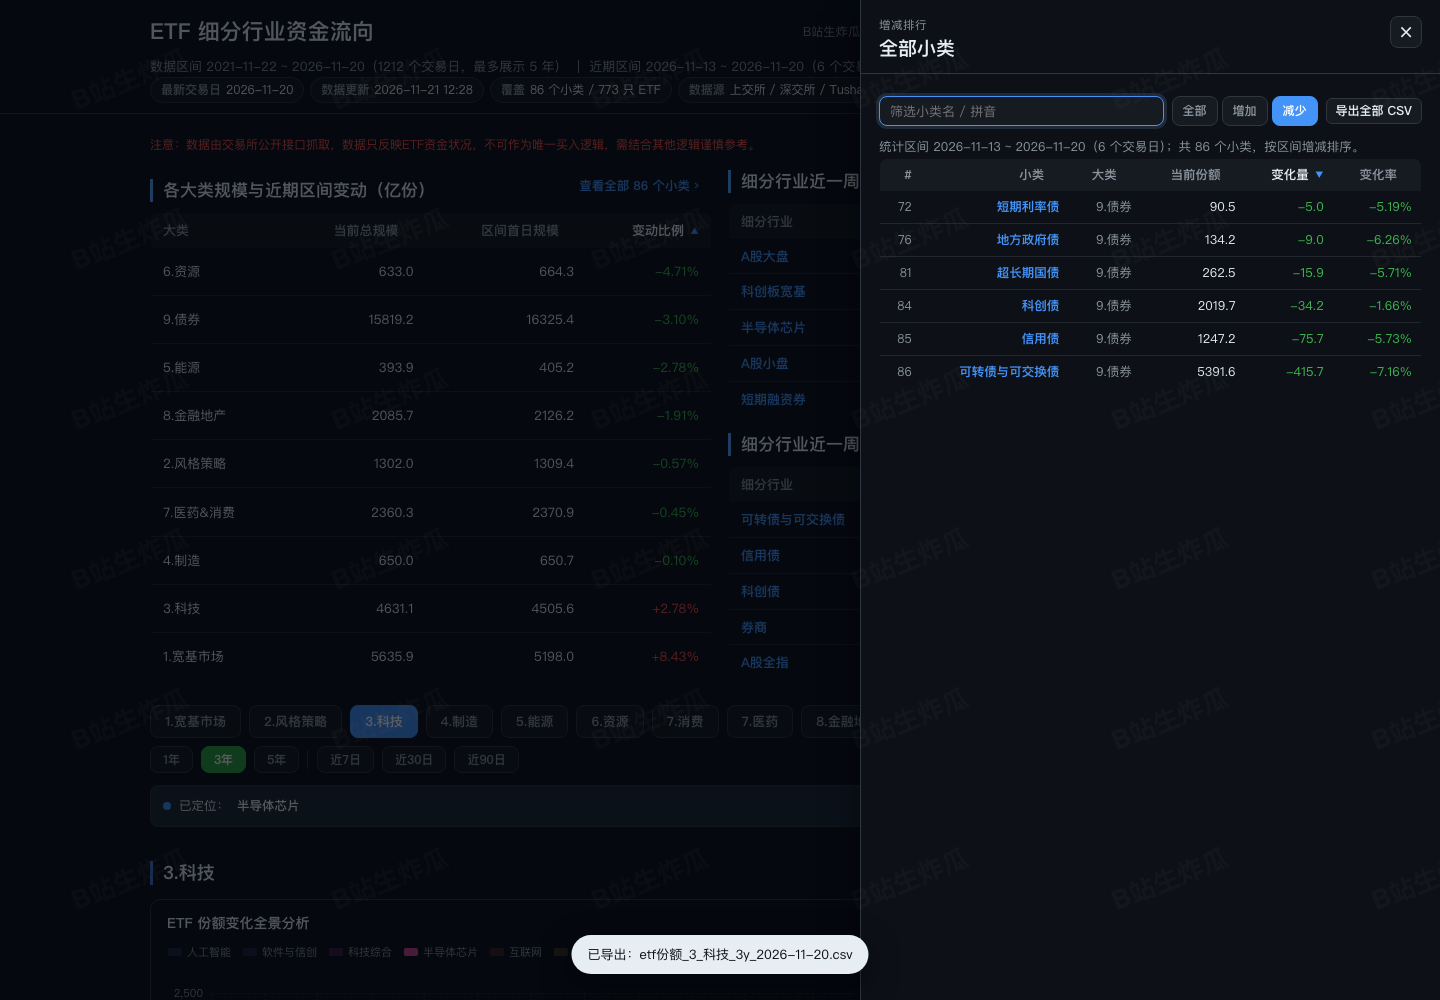 ETF 细分行业资金流向
B站生炸瓜
数据区间 2021-11-22 ~ 2026-11-20（1212 个交易日，最多展示 5 年） | 近期区间 2026-11-13 ~ 2026-11-20（6 个交易
最新交易日 2026-11-20
数据更新 2026-11-21 12:28
覆盖 86 个小类 / 773 只 ETF
数据源 上交所 / 深交所 / Tusha
注意：数据由交易所公开接口抓取，数据只反映ETF资金状况，不可作为唯一买入逻辑，需结合其他逻辑谨慎参考。
各大类规模与近期区间变动（亿份）
查看全部 86 个小类 ›
大类 当前总规模 区间首日规模 变动比例 ▲
6.资源 633.0 664.3 -4.71%
9.债券 15819.2 16325.4 -3.10%
5.能源 393.9 405.2 -2.78%
8.金融地产 2085.7 2126.2 -1.91%
2.风格策略 1302.0 1309.4 -0.57%
7.医药&消费 2360.3 2370.9 -0.45%
4.制造 650.0 650.7 -0.10%
3.科技 4631.1 4505.6 +2.78%
1.宽基市场 5635.9 5198.0 +8.43%
细分行业近一周
细分行业
A股大盘
科创板宽基
半导体芯片
A股小盘
短期融资券
细分行业近一周
细分行业
可转债与可交换债
信用债
科创债
券商
A股全指
1.宽基市场 2.风格策略 3.科技 4.制造 5.能源 6.资源 7.消费 7.医药 8.金融地
1年 3年 5年 近7日 近30日 近90日
已定位： 半导体芯片
3.科技
ETF 份额变化全景分析
人工智能 软件与信创 科技综合 半导体芯片 互联网
2,500
已导出：etf份额_3_科技_3y_2026-11-20.csv
增减排行
全部小类
×
筛选小类名 / 拼音
全部 增加 减少 导出全部 CSV
统计区间 2026-11-13 ~ 2026-11-20（6 个交易日）；共 86 个小类，按区间增减排序。
# 小类 大类 当前份额 变化量 ▼ 变化率
72 短期利率债 9.债券 90.5 -5.0 -5.19%
76 地方政府债 9.债券 134.2 -9.0 -6.26%
81 超长期国债 9.债券 262.5 -15.9 -5.71%
84 科创债 9.债券 2019.7 -34.2 -1.66%
85 信用债 9.债券 1247.2 -75.7 -5.73%
86 可转债与可交换债 9.债券 5391.6 -415.7 -7.16%